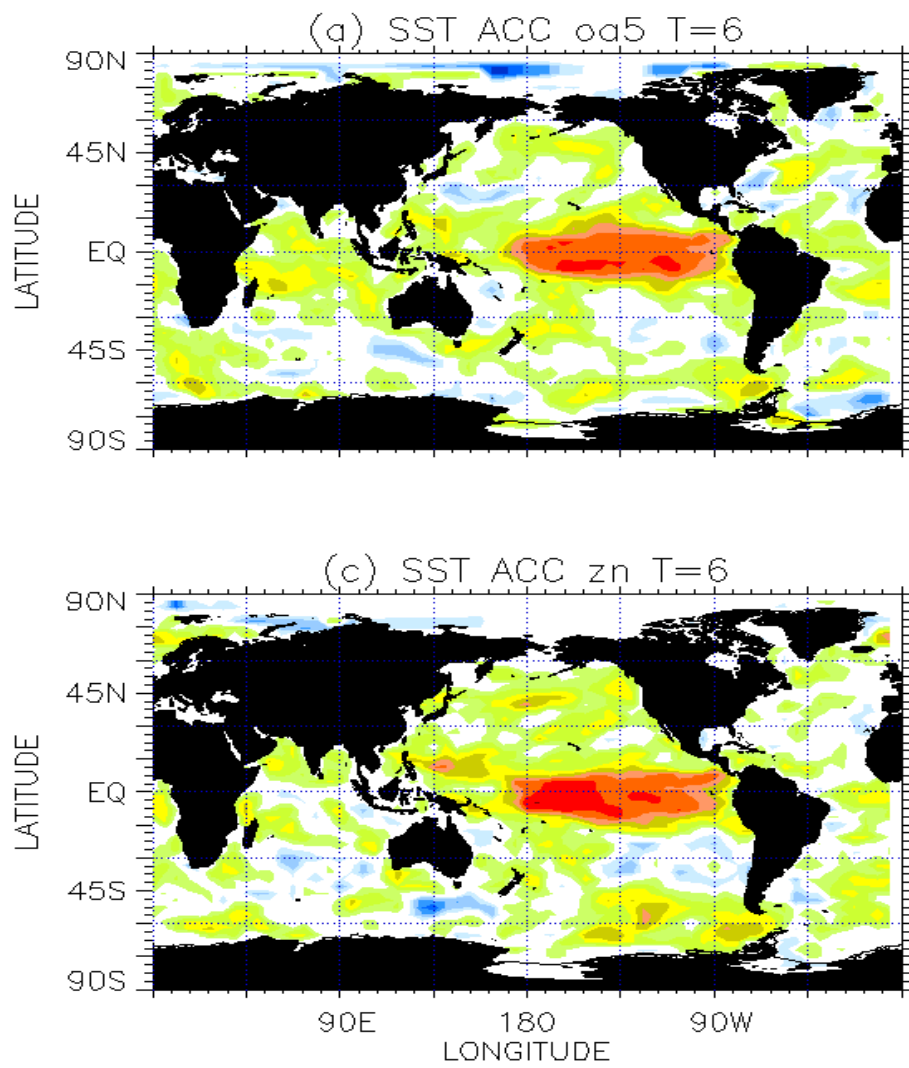 (a) SST ACC oa5 T=6
90N
45N
EQ
45S
90S
LATITUDE
(c) SST ACC zn T=6
90N
45N
EQ
45S
90S
LATITUDE
90E 180 90W
LONGITUDE